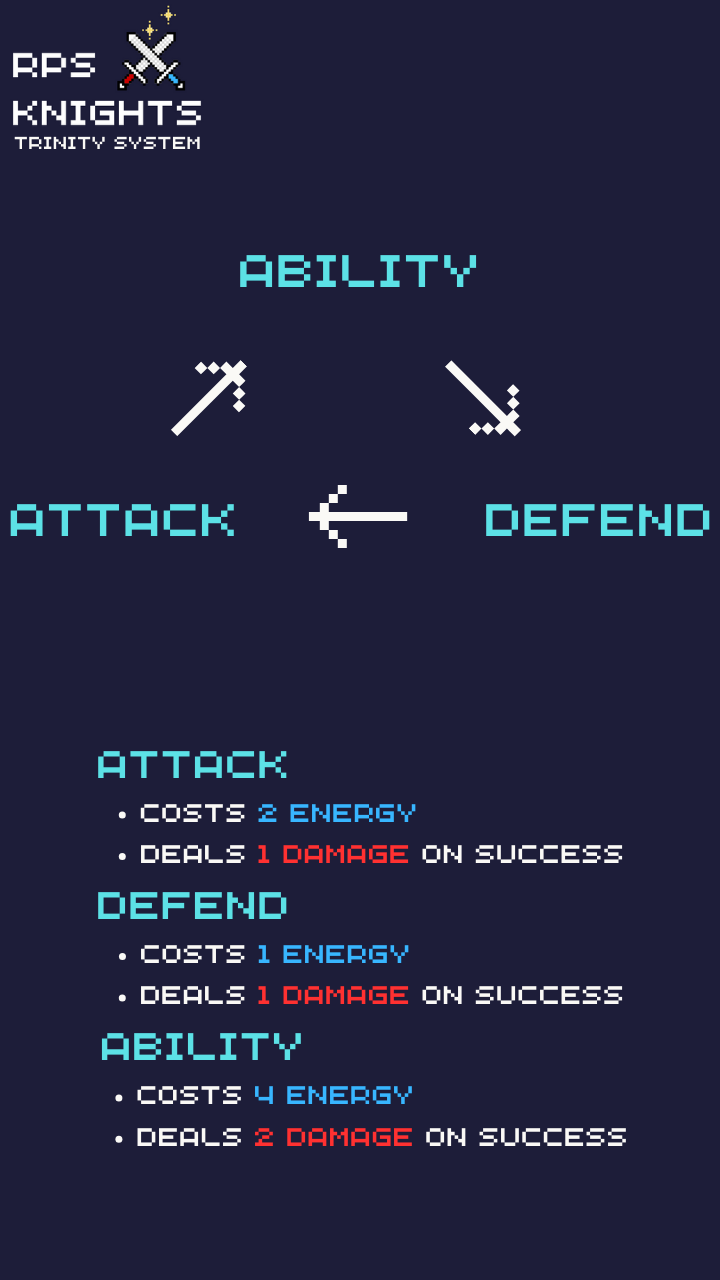 RPS
KNIGHTS
TRINITY SYSTEM
ABILITY
ATTACK
DEFEND
ATTACK
• COSTS 2 ENERGY
• DEALS 1 DAMAGE ON SUCCESS
DEFEND
• COSTS 1 ENERGY
• DEALS 1 DAMAGE ON SUCCESS
ABILITY
• COSTS 4 ENERGY
• DEALS 2 DAMAGE ON SUCCESS